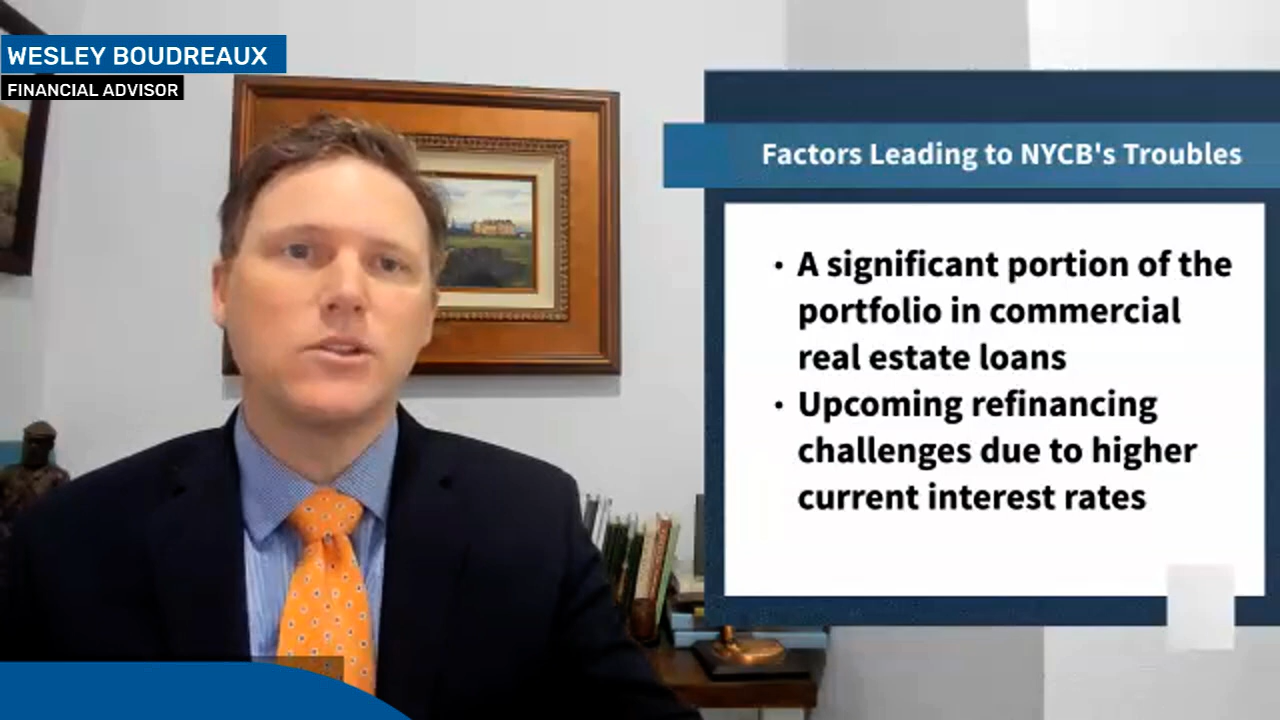 WESLEY BOUDREAUX
FINANCIAL ADVISOR
Factors Leading to NYCB's Troubles
• A significant portion of the
portfolio in commercial
real estate loans
• Upcoming refinancing
challenges due to higher
current interest rates